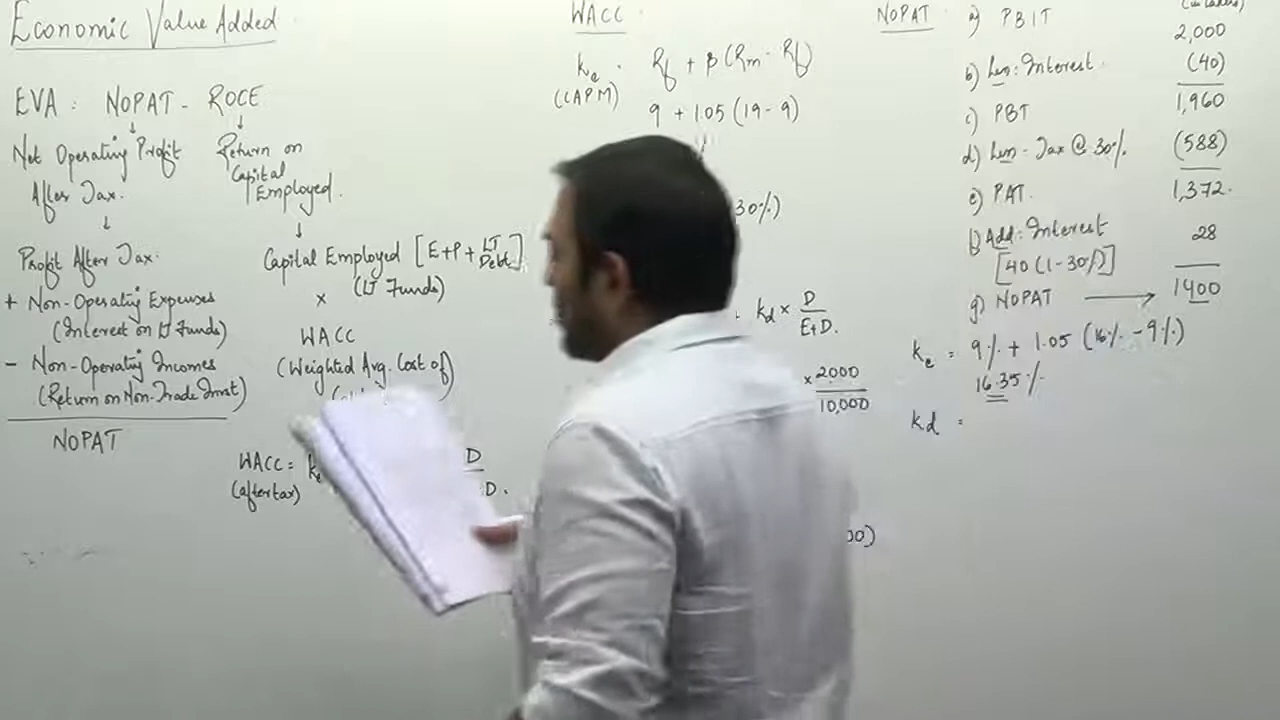 Economic Value Added
EVA : NOPAT - ROCE
↓ ↓
Net Operating Profit
After Tax.
↓
Return on
Capital
Employed.
↓
Profit After Tax.
+ Non-Operating Expenses
(Interest on LT Funds)
- Non-Operating Incomes
(Return on Non-Trade Invst)
NOPAT
Capital Employed [E+P+ LT Debt]
× (LT Funds)
WACC
(Weighted Avg. Cost of
WACC =
(after tax)
D
D.
WACC
ke = Rf + β (Rm - Rf)
(CAPM)
9 + 1.05 (19 - 9)
30%)
kd × D
E+D.
× 2000
10,000
00)
NOPAT
a) PBIT 2,000
b) Less: Interest (40)
c) PBT 1,960
d) Less - Tax @ 30% (588)
e) PAT 1,372
f) Add: Interest 28
[40 (1-30%)]
g) NOPAT → 1400
ke = 9% + 1.05 (16% - 9%)
16.35%
kd =